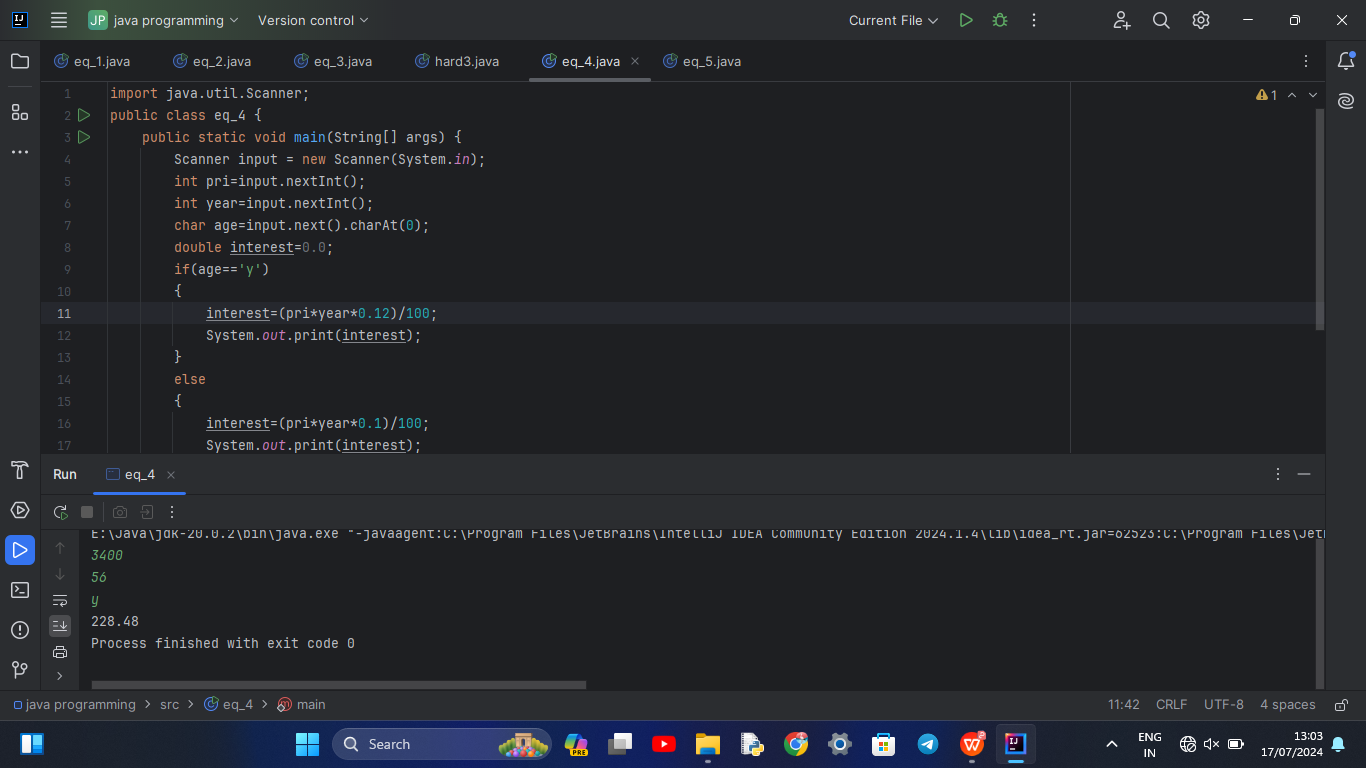 JP java programming Version control Current File
eq_1.java eq_2.java eq_3.java hard3.java eq_4.java eq_5.java
1 import java.util.Scanner;
2 public class eq_4 {
3 public static void main(String[] args) {
4 Scanner input = new Scanner(System.in);
5 int pri=input.nextInt();
6 int year=input.nextInt();
7 char age=input.next().charAt(0);
8 double interest=0.0;
9 if(age=='y')
10 {
11 interest=(pri*year*0.12)/100;
12 System.out.print(interest);
13 }
14 else
15 {
16 interest=(pri*year*0.1)/100;
17 System.out.print(interest);
1
Run eq_4
E:\Java\jdk-20.0.2\bin\java.exe "-javaagent:C:\Program Files\JetBrains\IntelliJ IDEA Community Edition 2024.1.4\lib\idea_rt.jar=62523:C:\Program Files\Jet
3400
56
y
228.48
Process finished with exit code 0
java programming src eq_4 main 11:42 CRLF UTF-8 4 spaces
Search
PRE
ENG
IN
13:03
17/07/2024